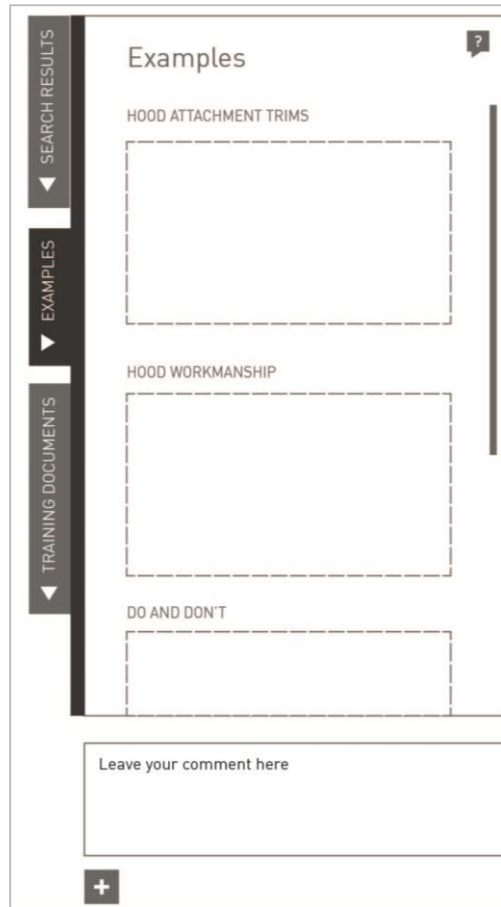 SEARCH RESULTS
EXAMPLES
TRAINING DOCUMENTS
Examples
?
HOOD ATTACHMENT TRIMS
HOOD WORKMANSHIP
DO AND DON'T
Leave your comment here
+